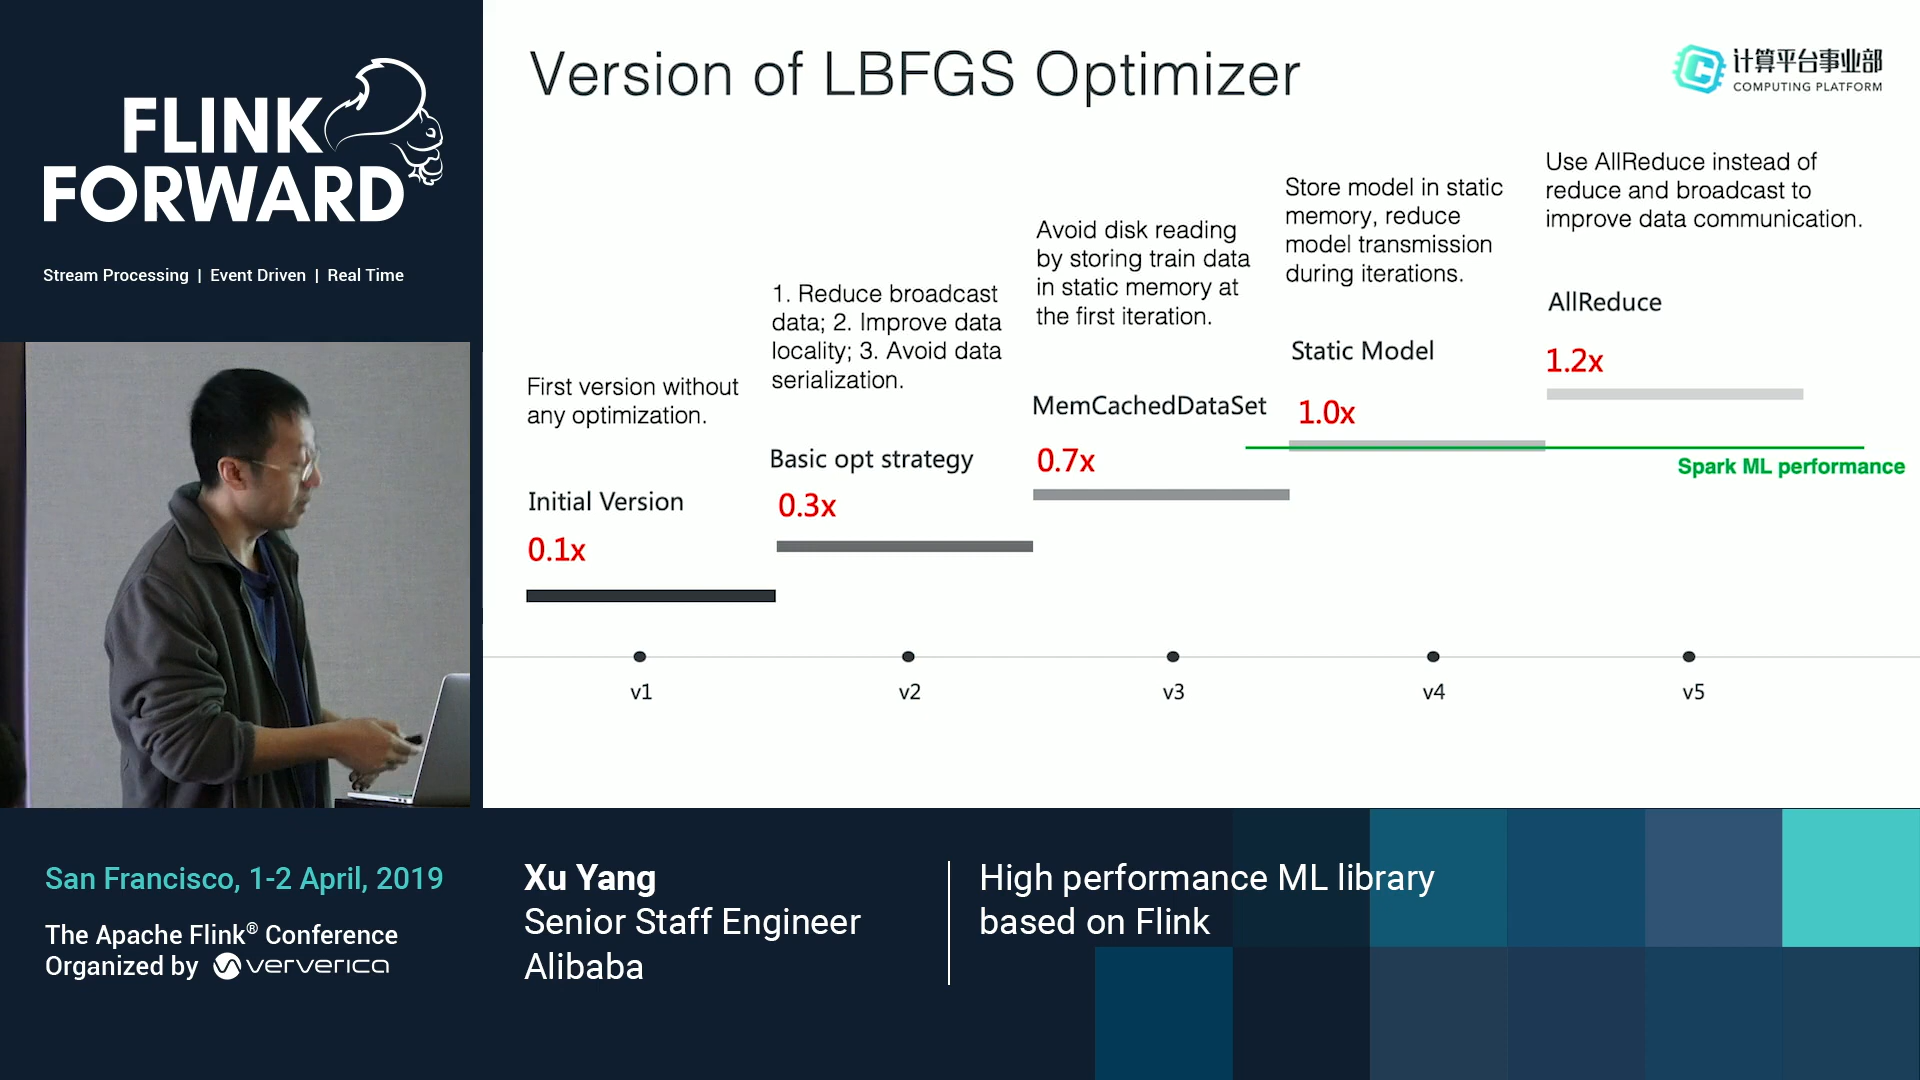 FLINK
FORWARD
Stream Processing | Event Driven | Real Time
Version of LBFGS Optimizer
计算平台事业部
COMPUTING PLATFORM
First version without
any optimization.
Initial Version
0.1x
1. Reduce broadcast
data; 2. Improve data
locality; 3. Avoid data
serialization.
Basic opt strategy
0.3x
Avoid disk reading
by storing train data
in static memory at
the first iteration.
MemCachedDataSet
0.7x
Store model in static
memory, reduce
model transmission
during iterations.
Static Model
1.0x
Use AllReduce instead of
reduce and broadcast to
improve data communication.
AllReduce
1.2x
Spark ML performance
v1
v2
v3
v4
v5
San Francisco, 1-2 April, 2019
The Apache Flink® Conference
Organized by ververica
Xu Yang
Senior Staff Engineer
Alibaba
High performance ML library
based on Flink